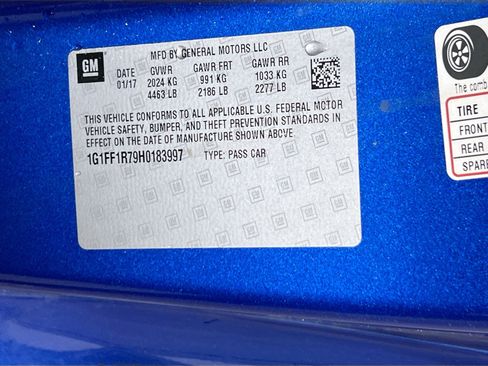 GM
MFD BY GENERAL MOTORS LLC
DATE GVWR GAWR FRT GAWR RR
01/17 2024 KG 991 KG 1033 KG
4463 LB 2186 LB 2277 LB
THIS VEHICLE CONFORMS TO ALL APPLICABLE U.S. FEDERAL MOTOR
VEHICLE SAFETY, BUMPER, AND THEFT PREVENTION STANDARDS IN
EFFECT ON THE DATE OF MANUFACTURE SHOWN ABOVE.
1G1FF1R79H0183997 TYPE: PASS CAR
The comb
TIRE
FRONT
REAR
SPARE